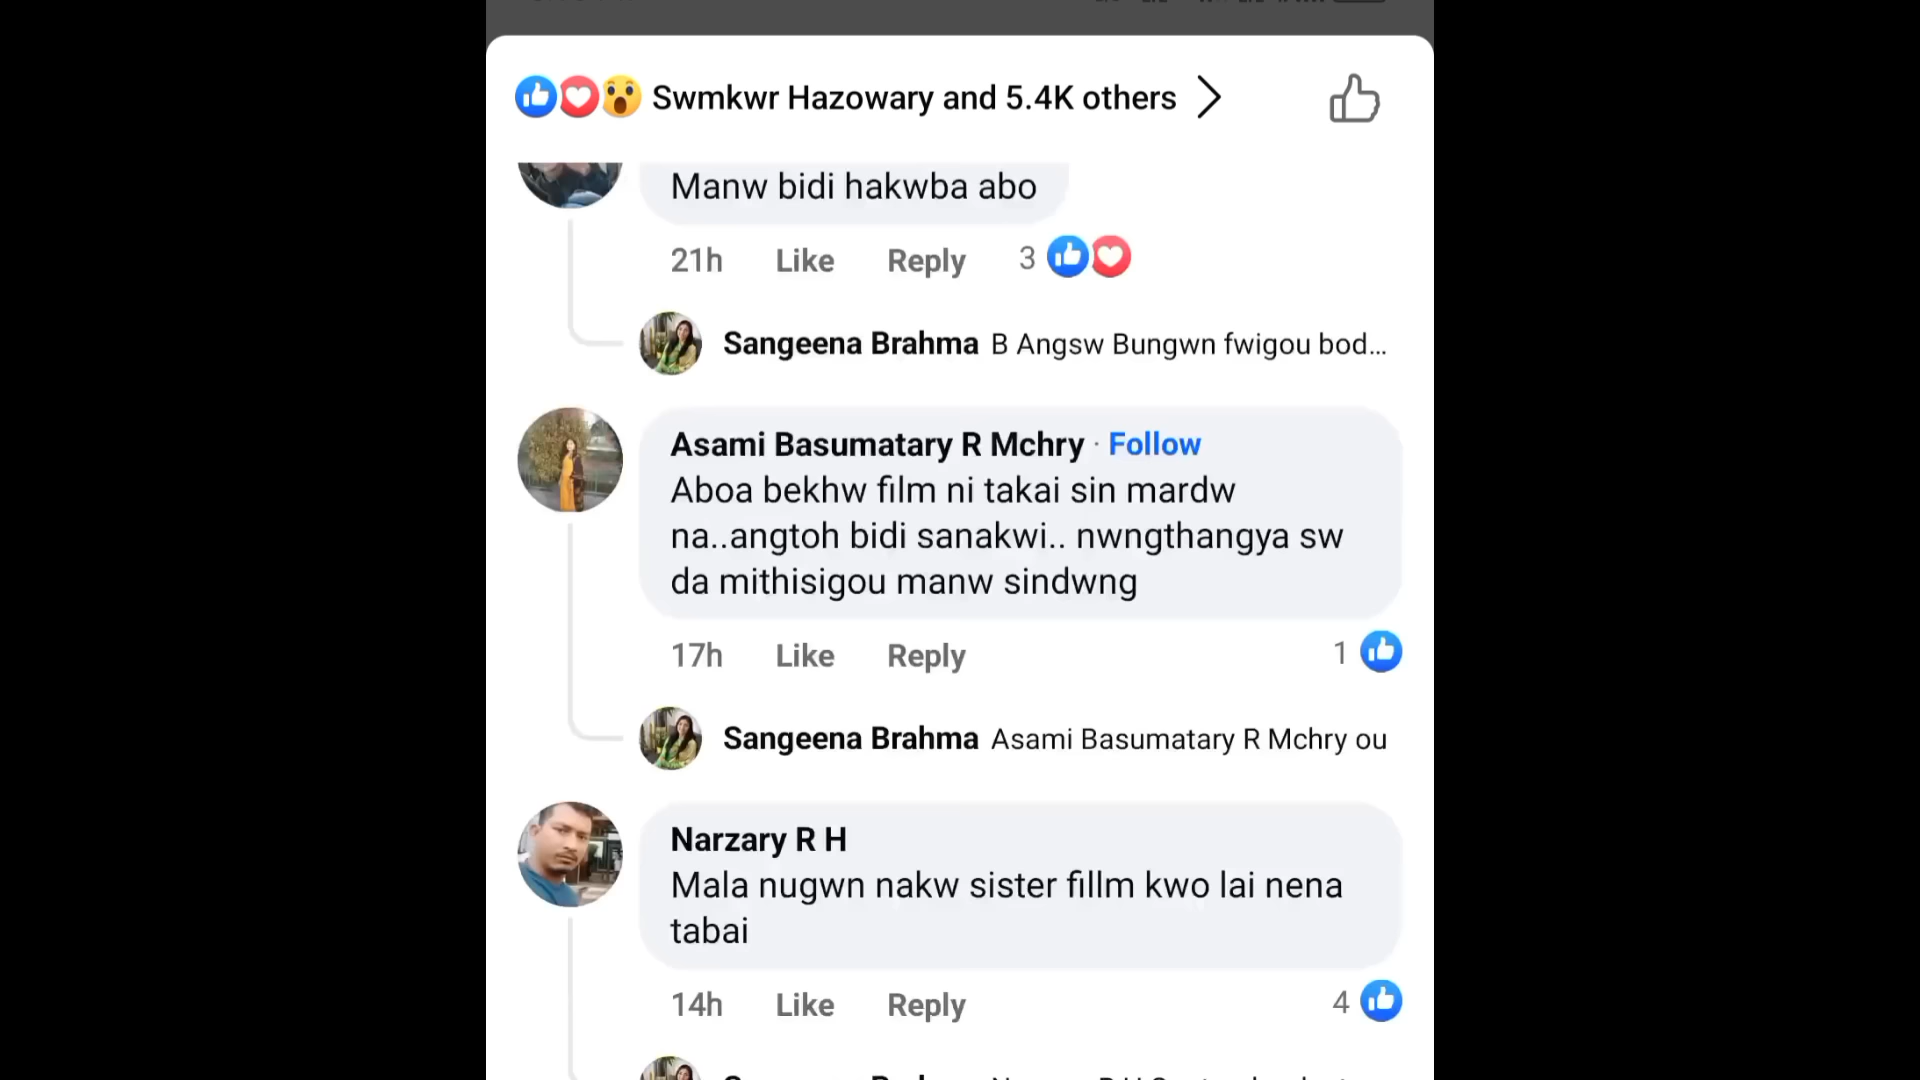 Swmkwr Hazowary and 5.4K others
Manw bidi hakwba abo
21h Like Reply 3
Sangeena Brahma B Angsw Bungwn fwigou bod...
Asami Basumatary R Mchry · Follow
Aboa bekhw film ni takai sin mardw
na..angtoh bidi sanakwi.. nwngthangya sw
da mithisigou manw sindwng
17h Like Reply 1
Sangeena Brahma Asami Basumatary R Mchry ou
Narzary R H
Mala nugwn nakw sister fillm kwo lai nena
tabai
14h Like Reply 4